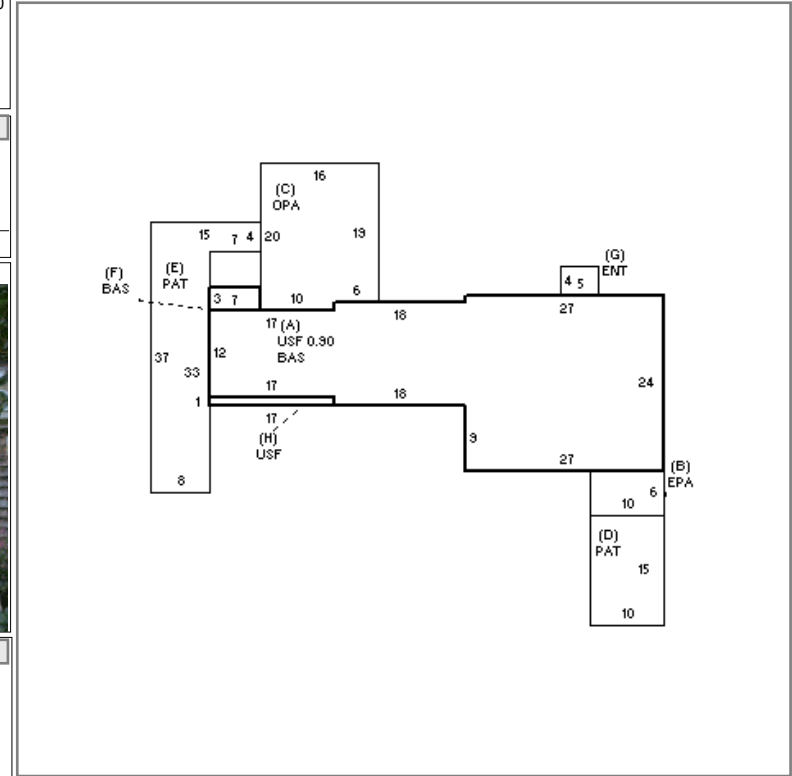 16
(C)
OPA
15 7 4 20 19
(G)
ENT
(F)
BAS
(E)
PAT
4 5
3 7 10 6
18 27
17 (A)
USF 0.90
BAS
12
37
33
24
17 18
1
17
(H)
USF
9
27
(B)
EPA
8
6
10
(D)
PAT
15
10